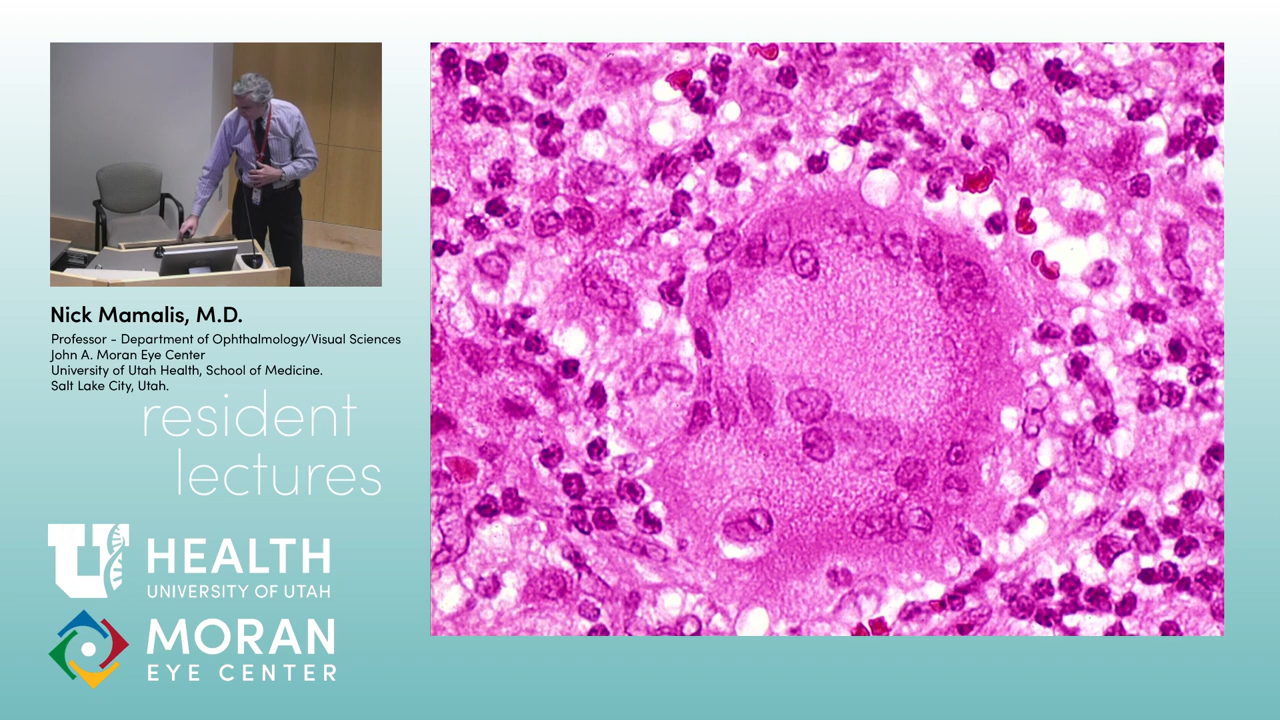 Nick Mamalis, M.D.
Professor - Department of Ophthalmology/Visual Sciences
John A. Moran Eye Center
University of Utah Health, School of Medicine.
Salt Lake City, Utah.
resident
lectures
U HEALTH
UNIVERSITY OF UTAH
MORAN
EYE CENTER